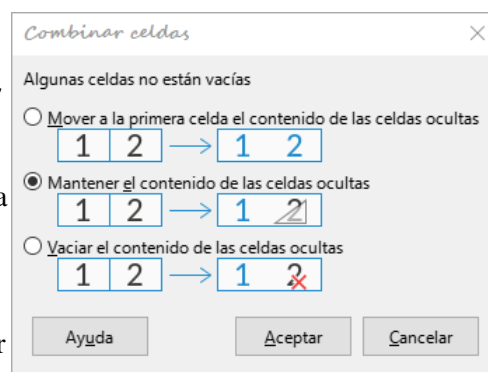 Combinar celdas
Algunas celdas no están vacías
Mover a la primera celda el contenido de las celdas ocultas
1 2 1 2
Mantener el contenido de las celdas ocultas
1 2 1 2
Vaciar el contenido de las celdas ocultas
1 2 1 2
Ayuda Aceptar Cancelar